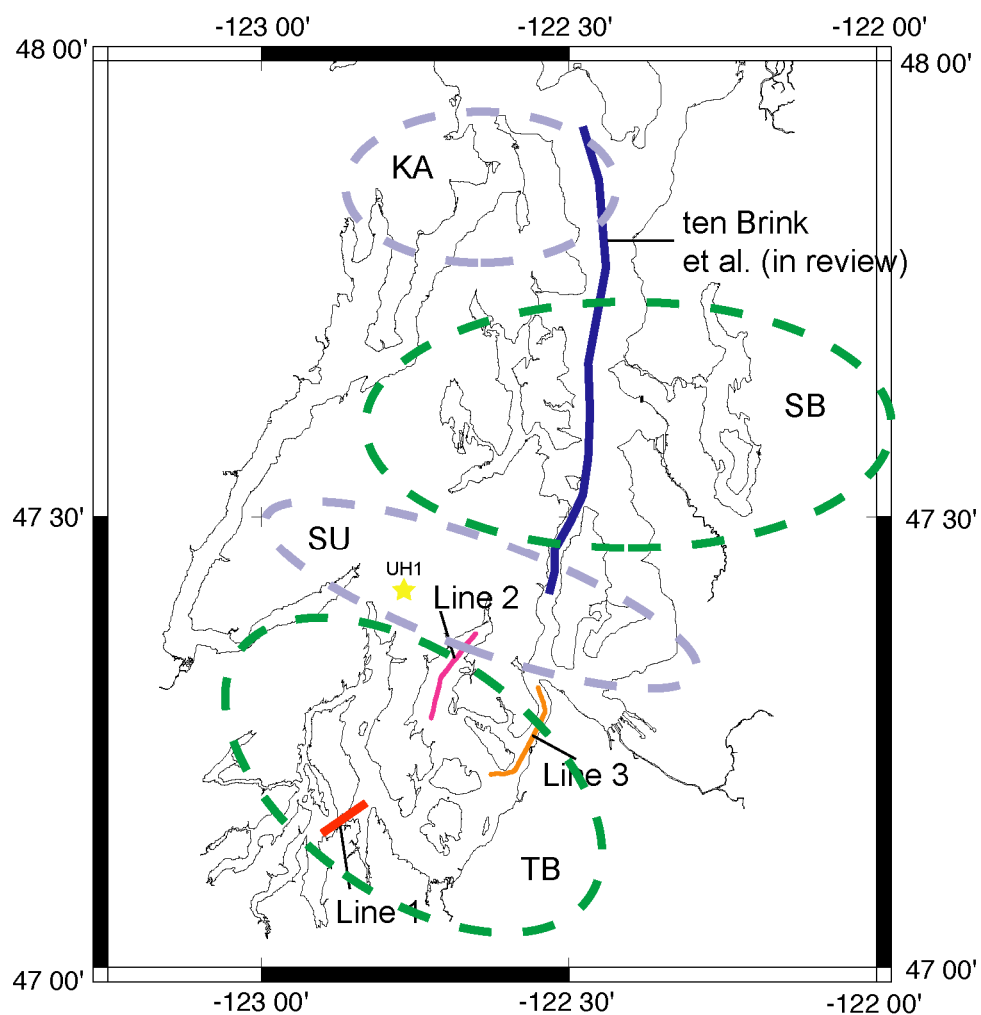 -123 00' -122 30' -122 00'
48 00' 48 00'
KA
ten Brink
et al. (in review)
SB
47 30' 47 30'
SU
UH1
Line 2
Line 3
TB
Line 1
47 00' 47 00'
-123 00' -122 30' -122 00'